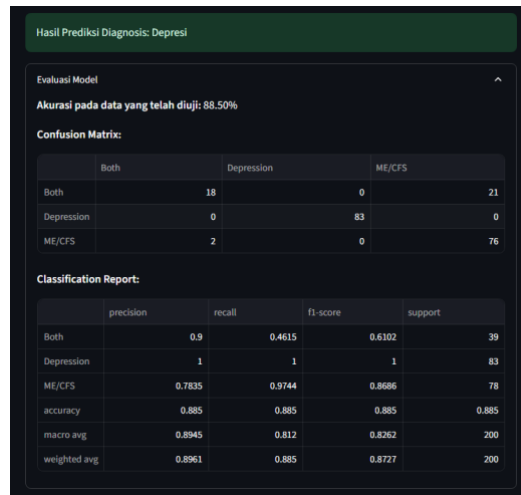 Hasil Prediksi Diagnosis: Depresi
Evaluasi Model
Akurasi pada data yang telah diuji: 88.50%
Confusion Matrix:
Both Depression ME/CFS
Both 18 0 21
Depression 0 83 0
ME/CFS 2 0 76
Classification Report:
precision recall f1-score support
Both 0.9 0.4615 0.6102 39
Depression 1 1 1 83
ME/CFS 0.7835 0.9744 0.8686 78
accuracy 0.885 0.885 0.885 0.885
macro avg 0.8945 0.812 0.8262 200
weighted avg 0.8961 0.885 0.8727 200